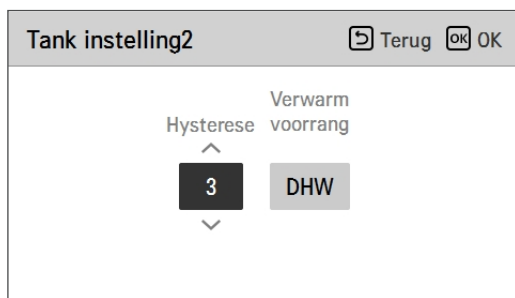 Tank instelling2 Terug OK OK
Verwarm
Hysterese voorrang
3 DHW